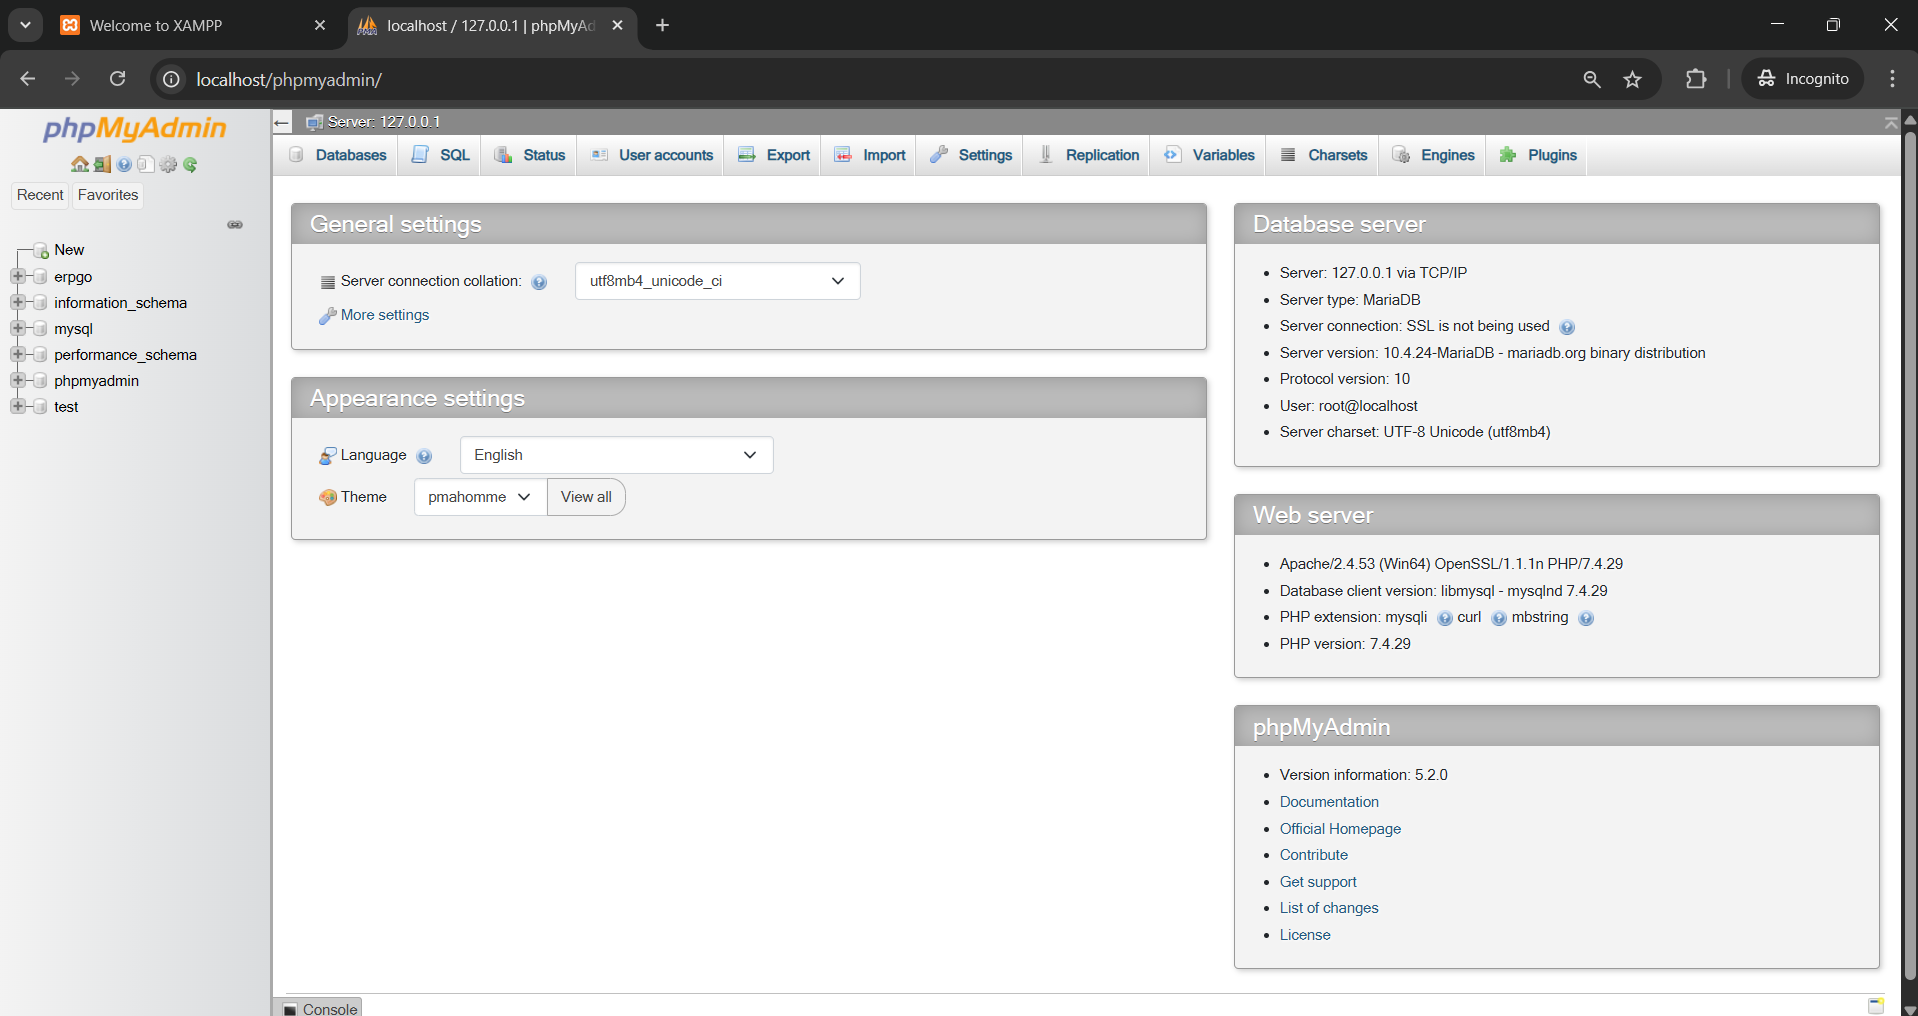 Welcome to XAMPP
localhost / 127.0.0.1 | phpMyAd
localhost/phpmyadmin/
Incognito
phpMyAdmin
Recent
Favorites
New
erpgo
information_schema
mysql
performance_schema
phpmyadmin
test
Server: 127.0.0.1
Databases
SQL
Status
User accounts
Export
Import
Settings
Replication
Variables
Charsets
Engines
Plugins
General settings
Server connection collation:
utf8mb4_unicode_ci
More settings
Appearance settings
Language
English
Theme
pmahomme
View all
Database server
Server: 127.0.0.1 via TCP/IP
Server type: MariaDB
Server connection: SSL is not being used
Server version: 10.4.24-MariaDB - mariadb.org binary distribution
Protocol version: 10
User: root@localhost
Server charset: UTF-8 Unicode (utf8mb4)
Web server
Apache/2.4.53 (Win64) OpenSSL/1.1.1n PHP/7.4.29
Database client version: libmysql - mysqlnd 7.4.29
PHP extension: mysqli curl mbstring
PHP version: 7.4.29
phpMyAdmin
Version information: 5.2.0
Documentation
Official Homepage
Contribute
Get support
List of changes
License
Console